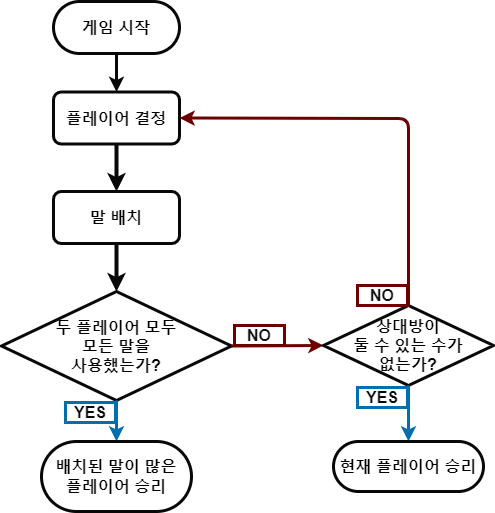 게임 시작
플레이어 결정
말 배치
두 플레이어 모두
모든 말을
사용했는가?
NO
YES
배치된 말이 많은
플레이어 승리
NO
상대방이
둘 수 있는 수가
없는가?
YES
현재 플레이어 승리